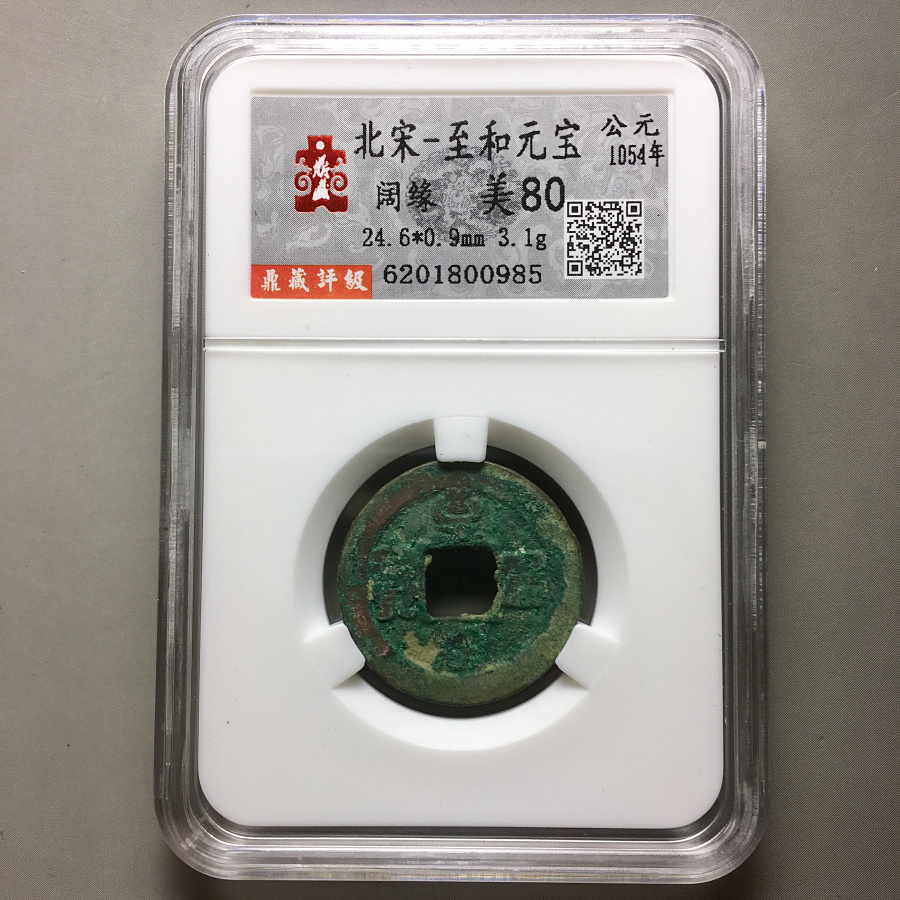 北宋-至和元宝
公元
1054年
阔缘 美80
24.6*0.9mm 3.1g
鼎藏評級 6201800985